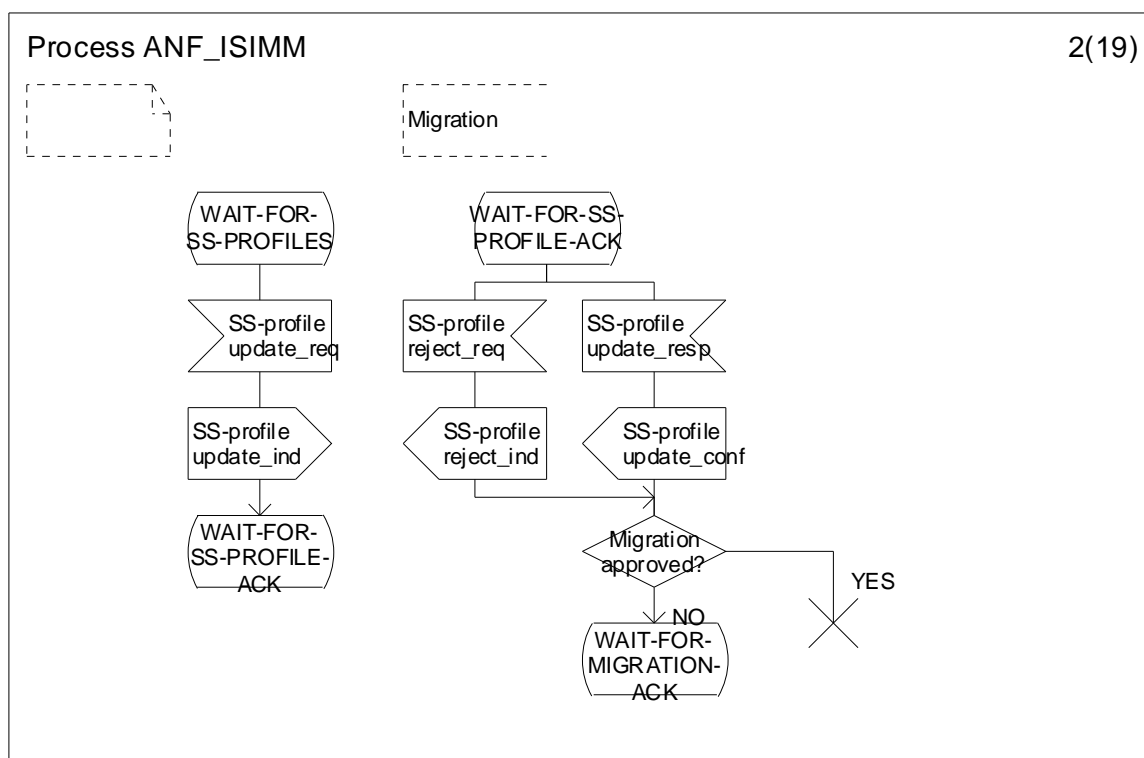 Process ANF_ISIMM
2(19)
Migration
WAIT-FOR-
SS-PROFILES
WAIT-FOR-SS-
PROFILE-ACK
SS-profile
update_req
SS-profile
reject_req
SS-profile
update_resp
SS-profile
update_ind
SS-profile
reject_ind
SS-profile
update_conf
WAIT-FOR-
SS-PROFILE-
ACK
Migration
approved?
YES
NO
WAIT-FOR-
MIGRATION-
ACK